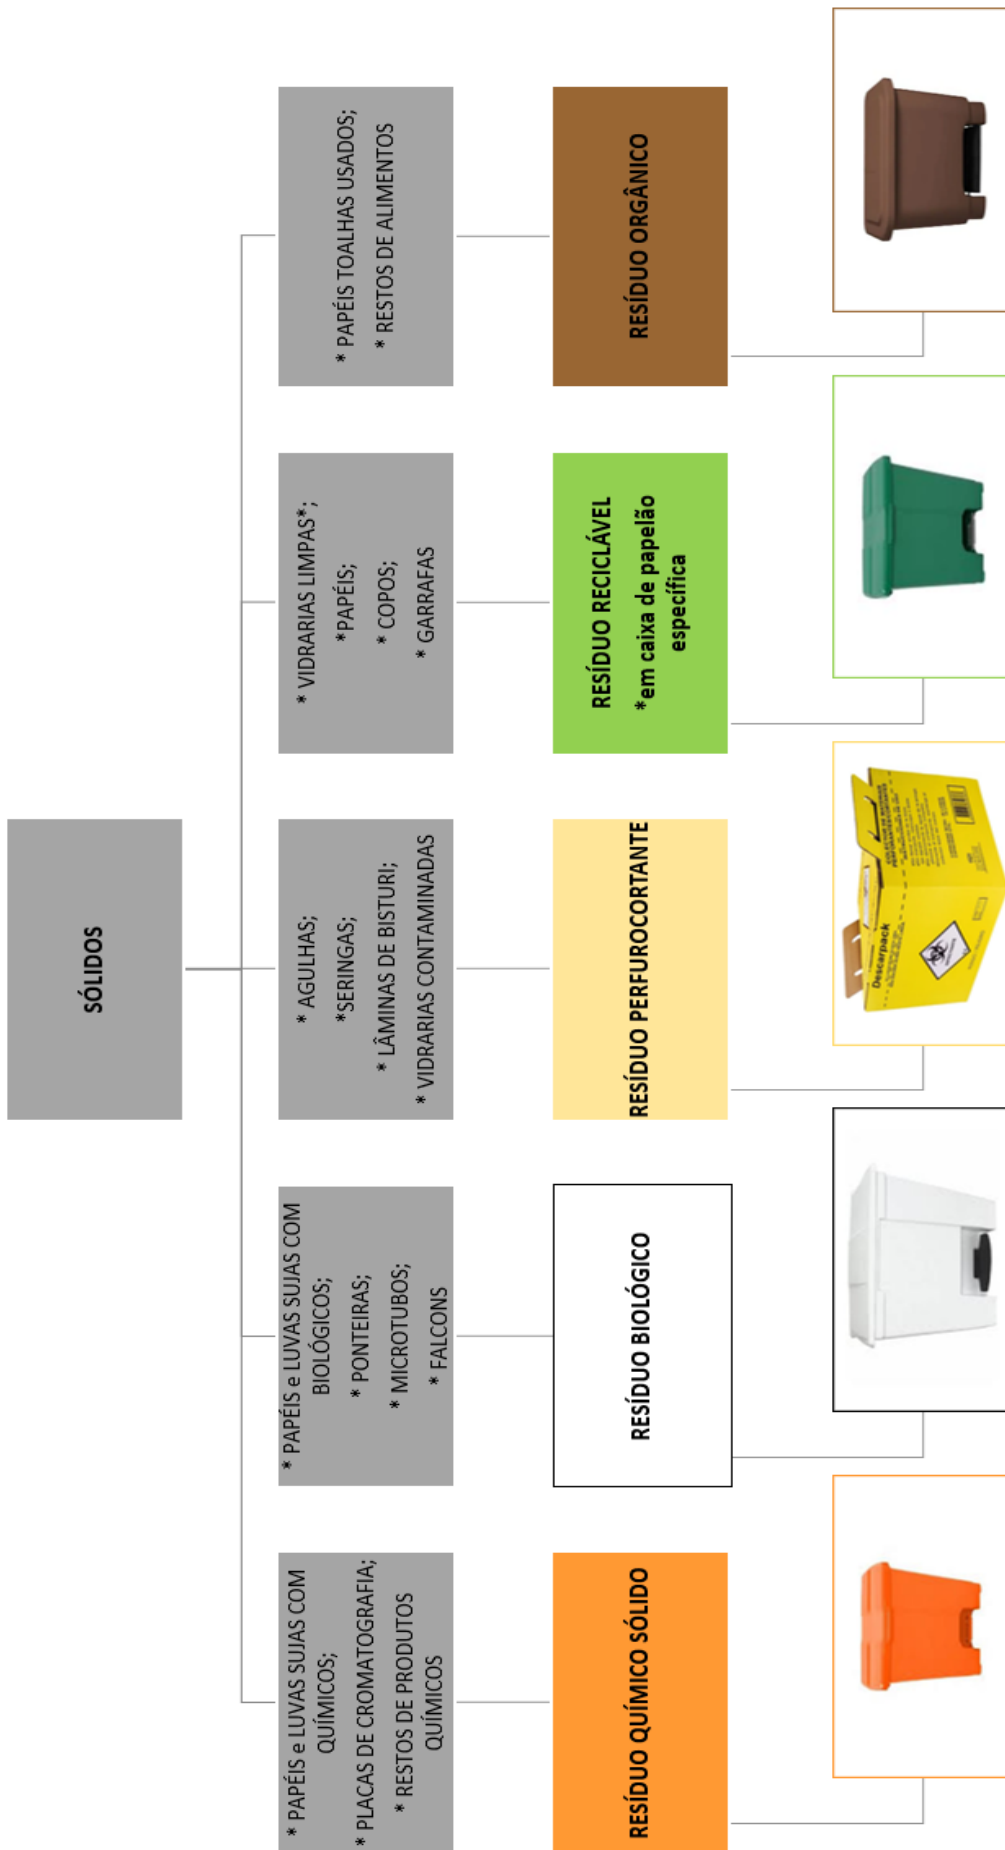 SÓLIDOS
* PAPÉIS e LUVAS SUJAS COM
QUÍMICOS;
* PLACAS DE CROMATOGRAFIA;
* RESTOS DE PRODUTOS
QUÍMICOS
* PAPÉIS e LUVAS SUJAS COM
BIOLÓGICOS;
* PONTEIRAS;
* MICROTUBOS;
* FALCONS
* AGULHAS;
*SERINGAS;
* LÂMINAS DE BISTURI;
* VIDRARIAS CONTAMINADAS
* VIDRARIAS LIMPAS*;
*PAPÉIS;
* COPOS;
* GARRAFAS
* PAPÉIS TOALHAS USADOS;
* RESTOS DE ALIMENTOS
RESÍDUO QUÍMICO SÓLIDO
RESÍDUO BIOLÓGICO
RESÍDUO PERFUROCORTANTE
RESÍDUO RECICLÁVEL
*em caixa de papelão
específica
RESÍDUO ORGÂNICO
Descarpack